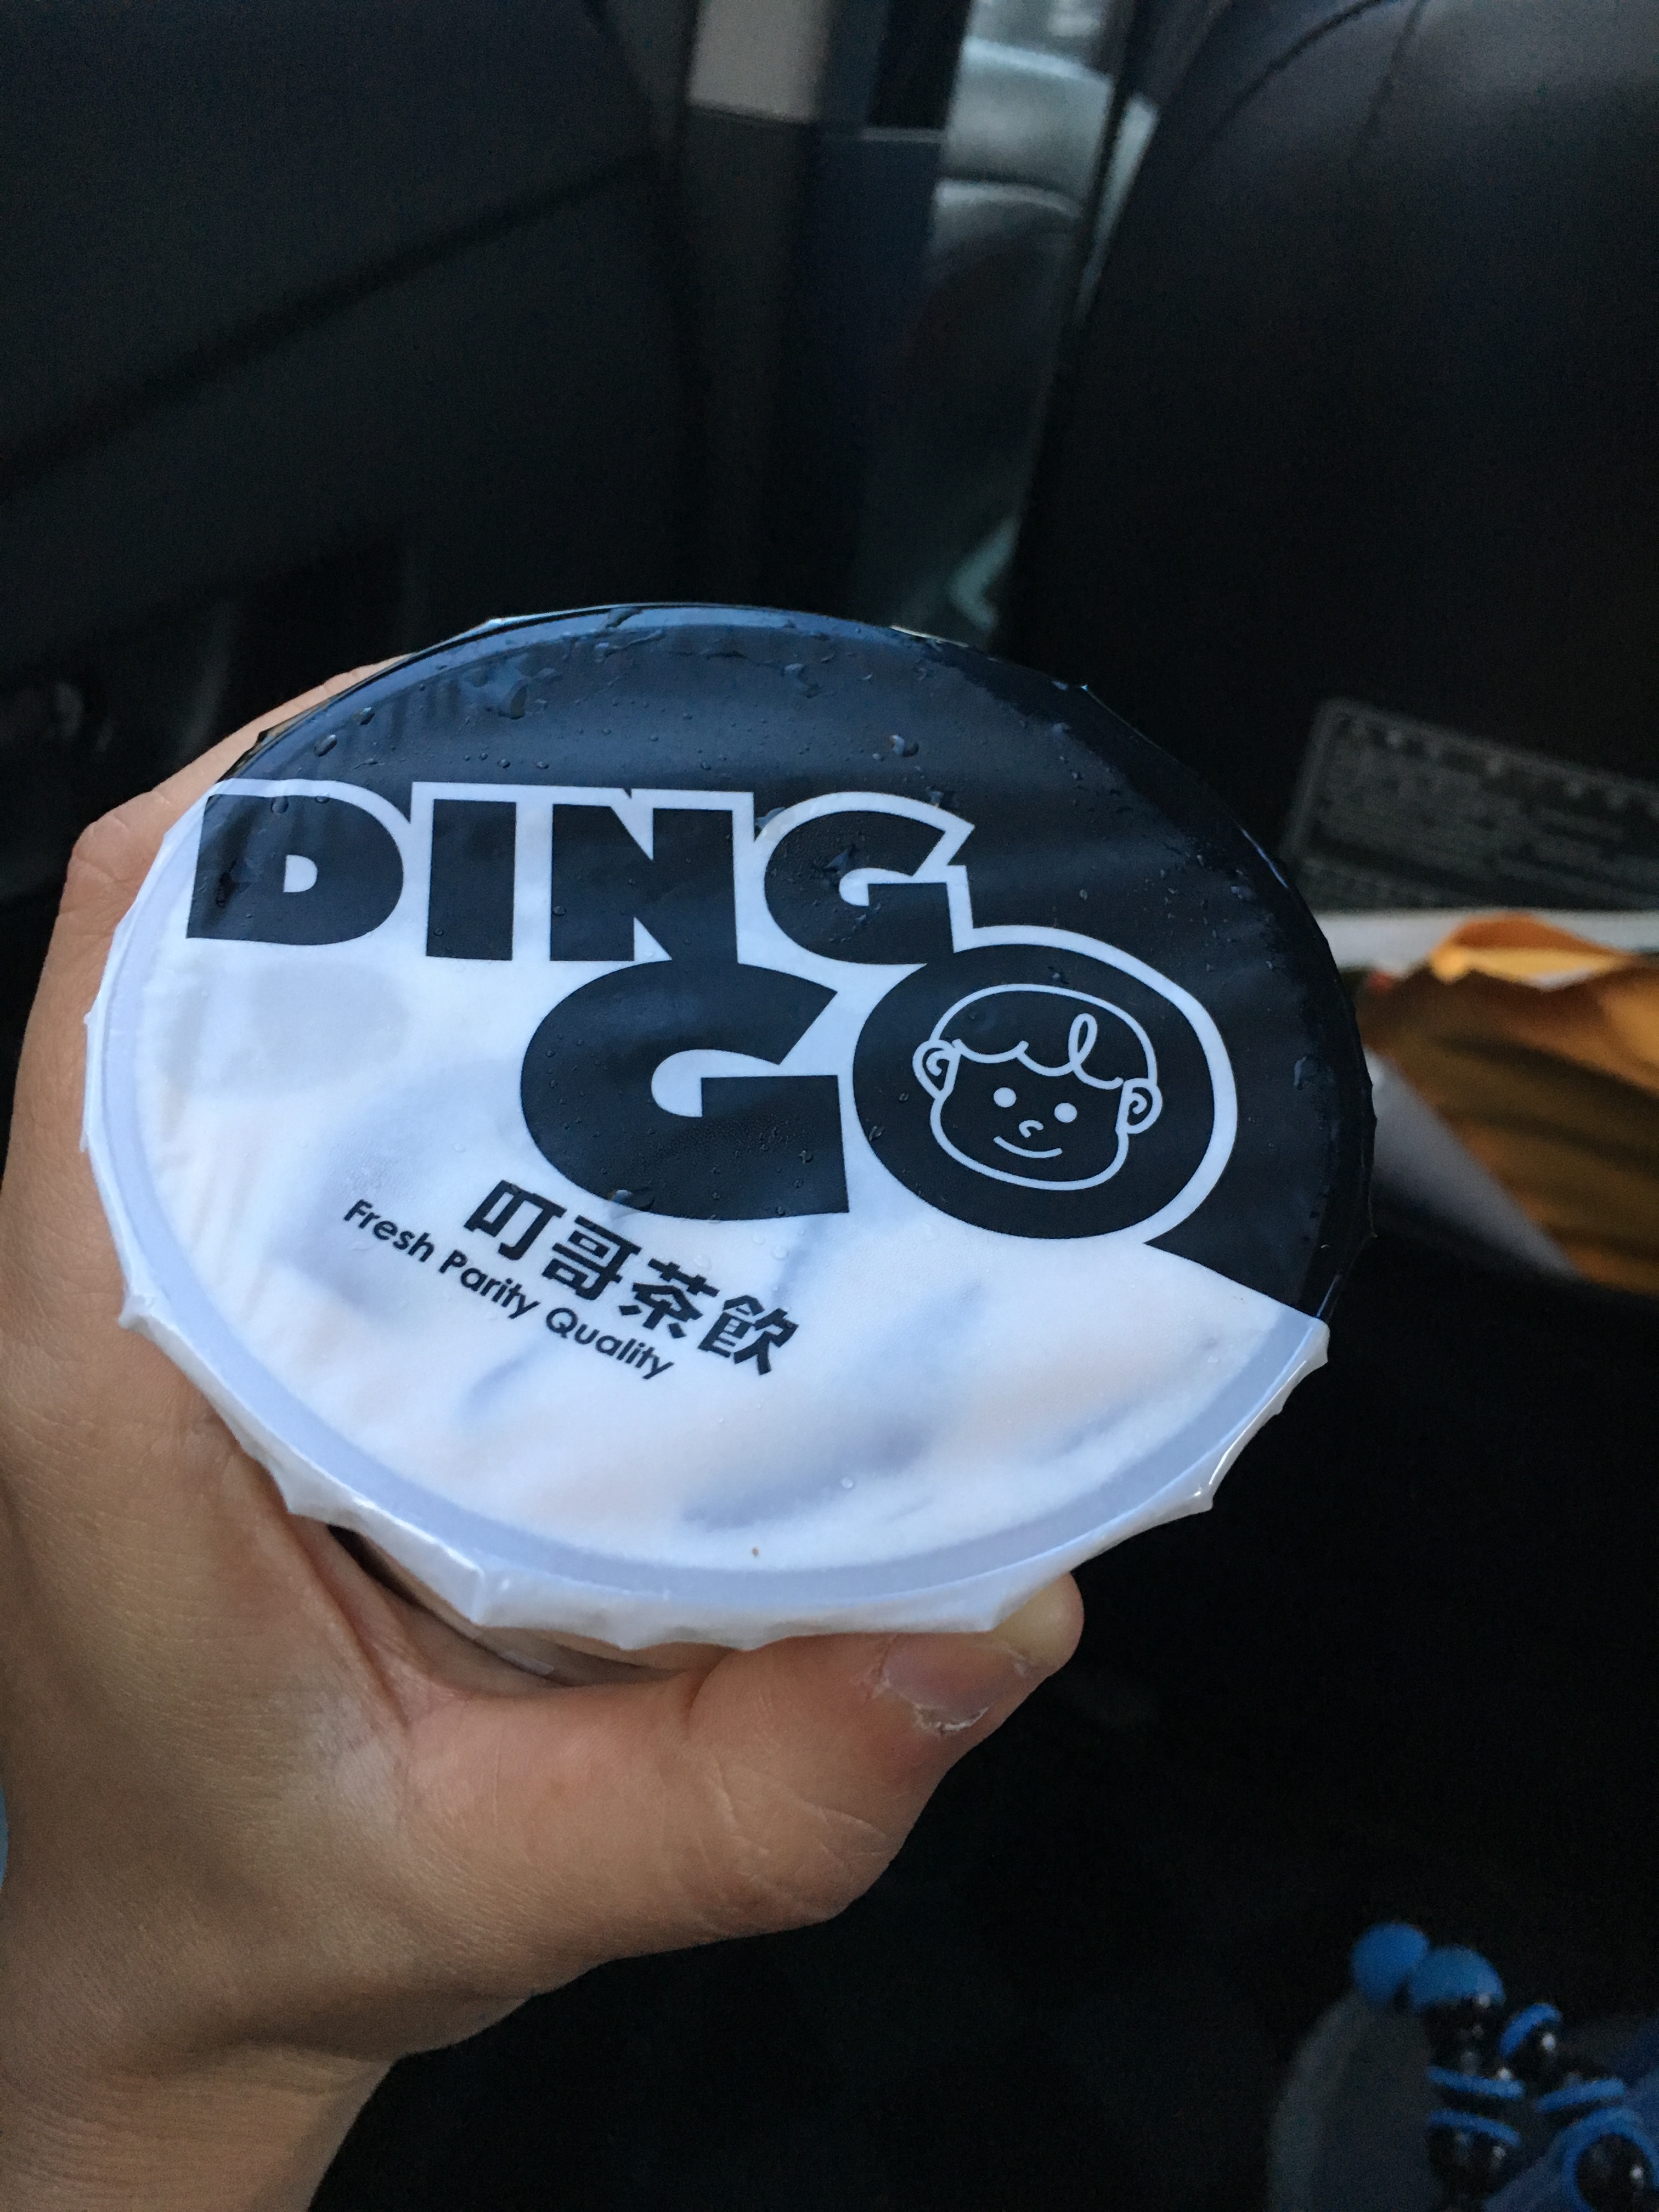 DING
GO
叮哥茶飲
Fresh Parity Quality